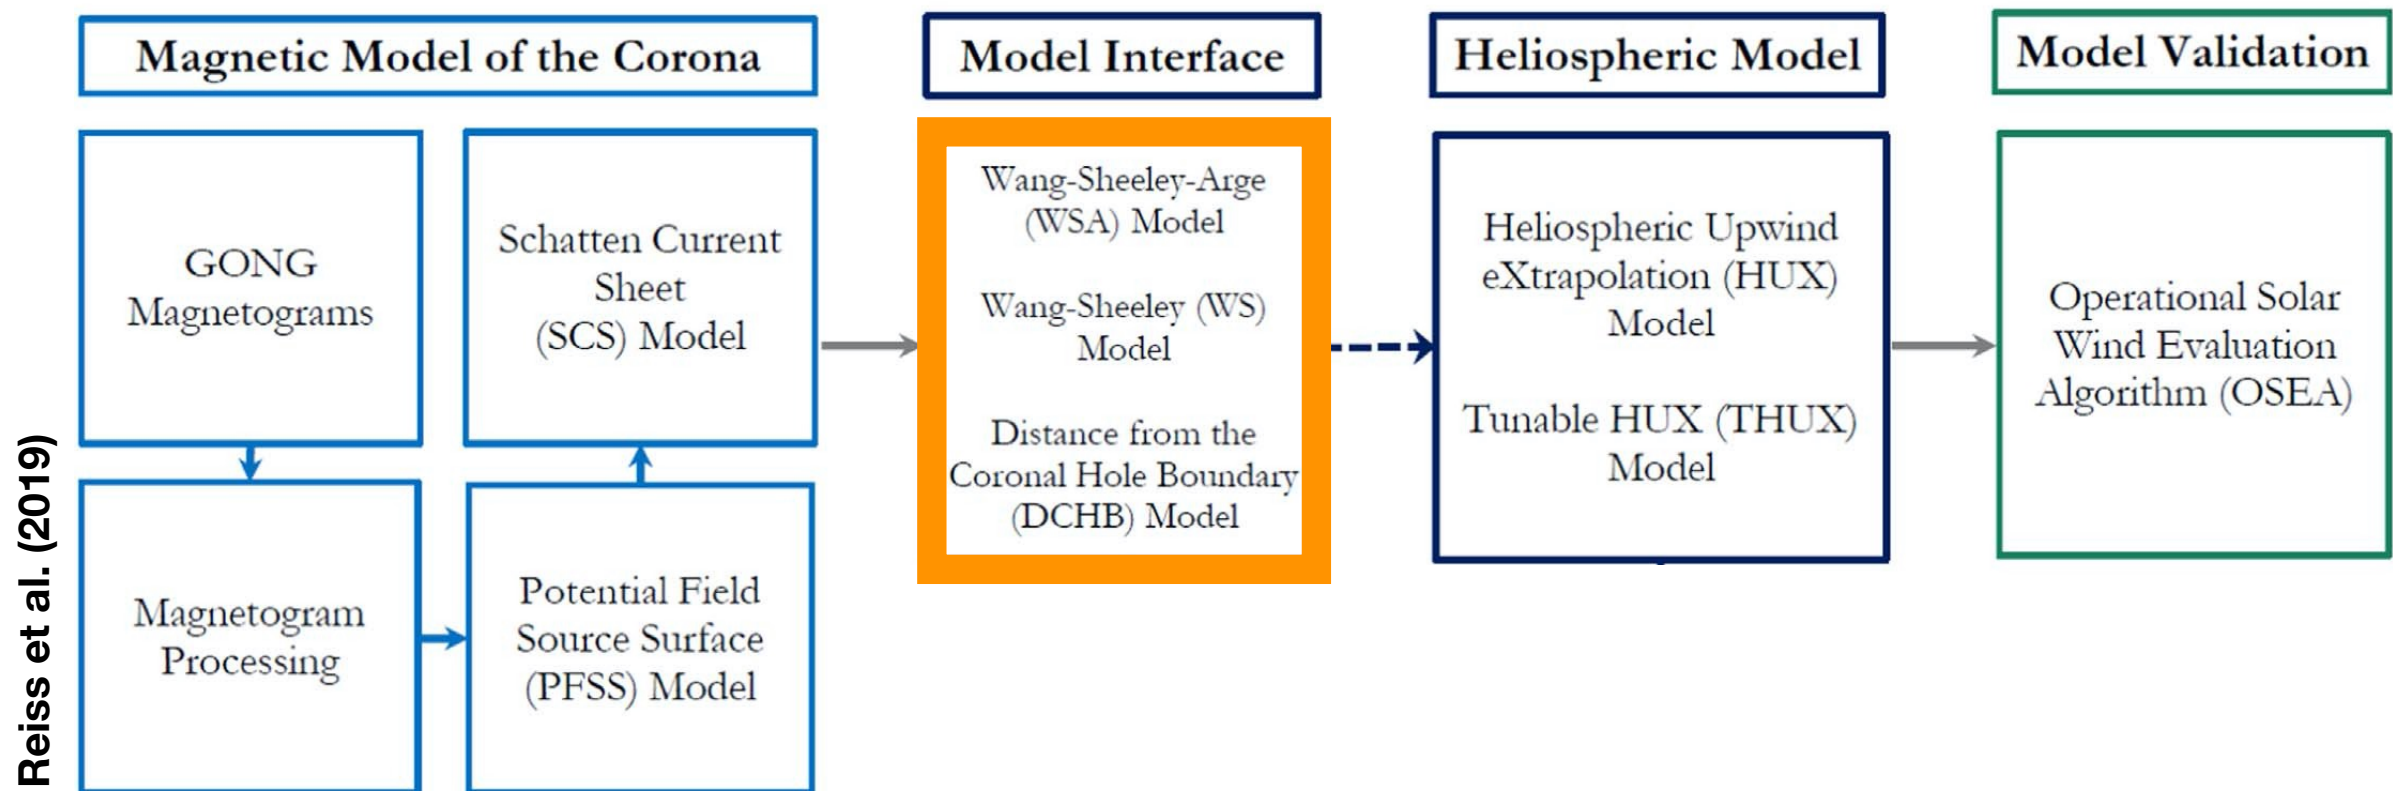 Magnetic Model of the Corona
Model Interface
Heliospheric Model
Model Validation
GONG
Magnetograms
Schatten Current
Sheet
(SCS) Model
Magnetogram
Processing
Potential Field
Source Surface
(PFSS) Model
Wang-Sheeley-Arge
(WSA) Model
Wang-Sheeley (WS)
Model
Distance from the
Coronal Hole Boundary
(DCHB) Model
Heliospheric Upwind
eXtrapolation (HUX)
Model
Tunable HUX (THUX)
Model
Operational Solar
Wind Evaluation
Algorithm (OSEA)
Reiss et al. (2019)